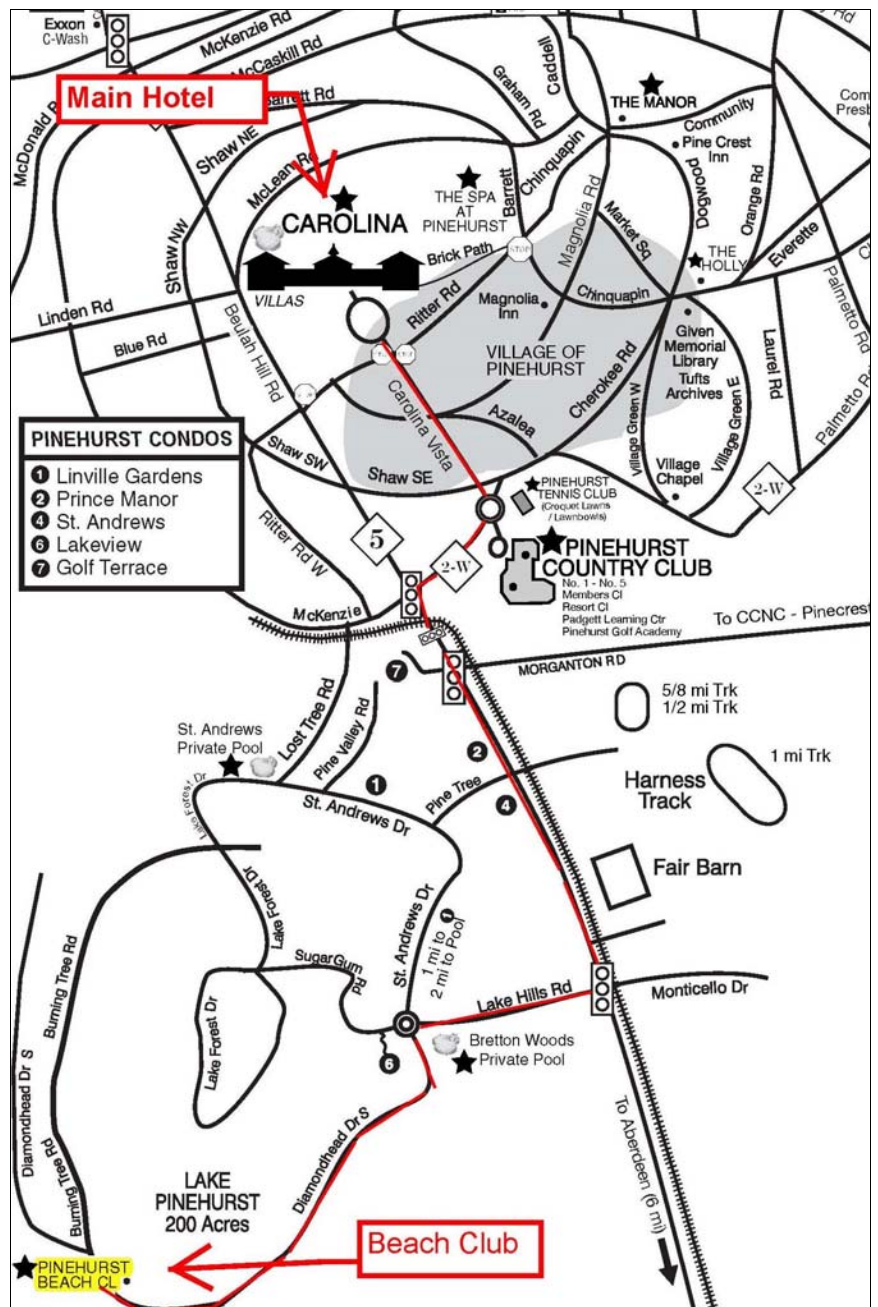 Exxon
C-Wash
McKenzie Rd
McCaskill Rd
Barrett Rd
Main Hotel
McDonald R
Shaw NE
McLean Rd
Shaw NW
Graham Rd
Caddell
THE MANOR
Community
Com
Presb
Pine Crest
Inn
Chinquapin
Barrett
THE SPA
AT
PINEHURST
Magnolia Rd
Market Sq
Dogwood
Orange Rd
CAROLINA
VILLAS
Brick Path
STOP
THE
HOLLY
Everette
Linden Rd
Blue Rd
Beulah Hill Rd
Ritter Rd
Magnolia
Inn
Chinquapin
Palmetto Rd
VILLAGE OF
PINEHURST
Given
Memorial
Library
Tufts
Archives
Laurel Rd
Carolina Vista
Azalea
Cherokee Rd
Village Green W
Village Green E
Palmetto Rd
Shaw SW
Shaw SE
Village
Chapel
2-W
PINEHURST CONDOS
1 Linville Gardens
2 Prince Manor
4 St. Andrews
6 Lakeview
7 Golf Terrace
PINEHURST
TENNIS CLUB
(Croquet Lawns
/ Lawnbowls)
5
2-W
Ritter Rd W
PINEHURST
COUNTRY CLUB
No. 1 - No. 5
Members Cl
Resort Cl
Padgett Learning Ctr
Pinehurst Golf Academy
McKenzie
To CCNC - Pinecrest
7
MORGANTON RD
5/8 mi Trk
1/2 mi Trk
Lost Tree Rd
Pine Valley Rd
St. Andrews
Private Pool
2
1 mi Trk
Harness
Track
Lake Forest Dr
1
St. Andrews Dr
Pine Tree
4
Fair Barn
Burning Tree Rd
Lake Forest Dr
St. Andrews Dr
1 mi to 1
2 mi to Pool
SugarGum
Rd
Lake Hills Rd
Monticello Dr
Lake Forest Dr
6
Bretton Woods
Private Pool
Diamondhead Dr S
Burning Tree Rd
Diamondhead Dr S
LAKE
PINEHURST
200 Acres
To Aberdeen (6 mi)
Beach Club
PINEHURST
BEACH CL